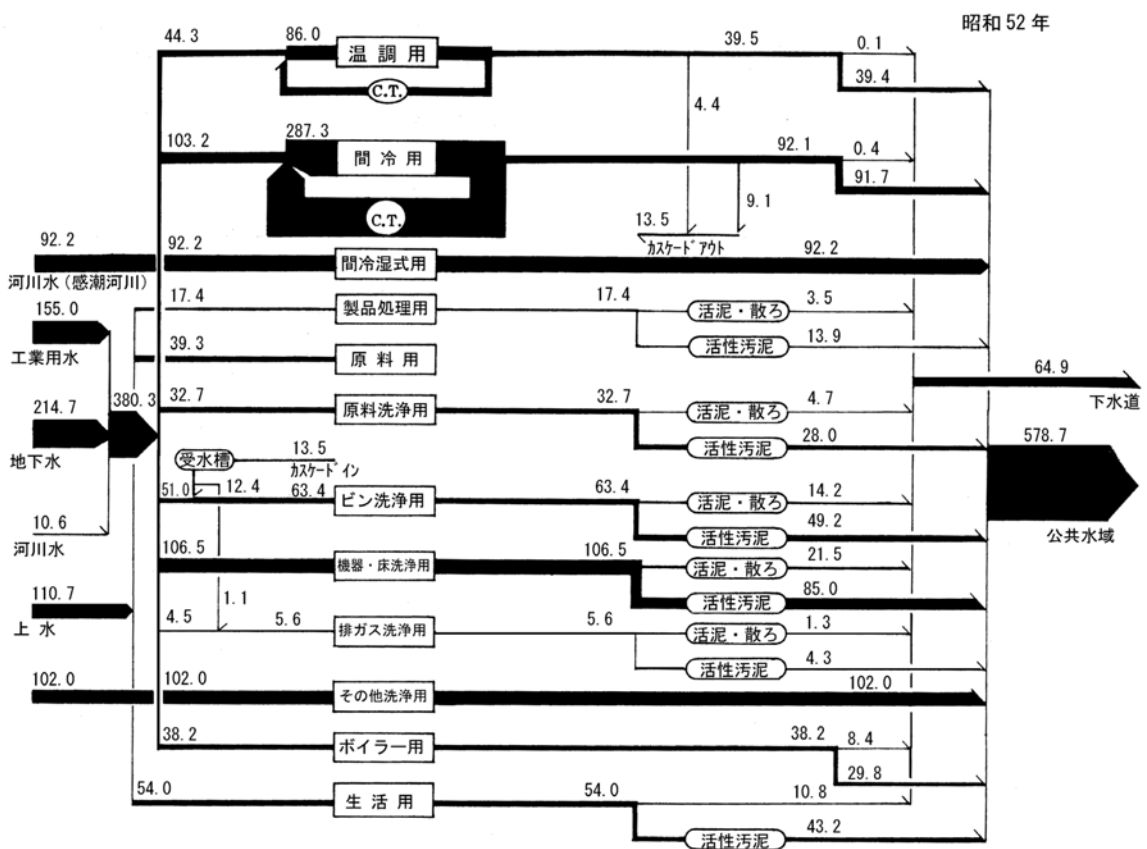 昭和52年
44.3 86.0 温調用 39.5 0.1
39.4
C.T.
4.4
103.2 287.3 間冷用 92.1 0.4
91.7
C.T.
9.1
13.5
ｶｽｹｰﾄﾞｱｳﾄ
92.2 92.2 間冷湿式用 92.2
河川水(感潮河川)
17.4 製品処理用 17.4 活泥・散ろ 3.5
155.0
工業用水
活性汚泥 13.9
39.3 原料用
64.9
下水道
214.7 380.3 32.7 原料洗浄用 32.7 活泥・散ろ 4.7
地下水
活性汚泥 28.0
578.7
公共水域
受水槽 13.5
ｶｽｹｰﾄﾞｲﾝ
51.0 12.4 63.4 ビン洗浄用 63.4 活泥・散ろ 14.2
10.6
河川水
活性汚泥 49.2
106.5 機器・床洗浄用 106.5 活泥・散ろ 21.5
110.7
上水
1.1
活性汚泥 85.0
4.5 5.6 排ガス洗浄用 5.6 活泥・散ろ 1.3
活性汚泥 4.3
102.0 102.0 その他洗浄用 102.0
38.2 ボイラー用 38.2 8.4
29.8
54.0 生活用 54.0 10.8
活性汚泥 43.2